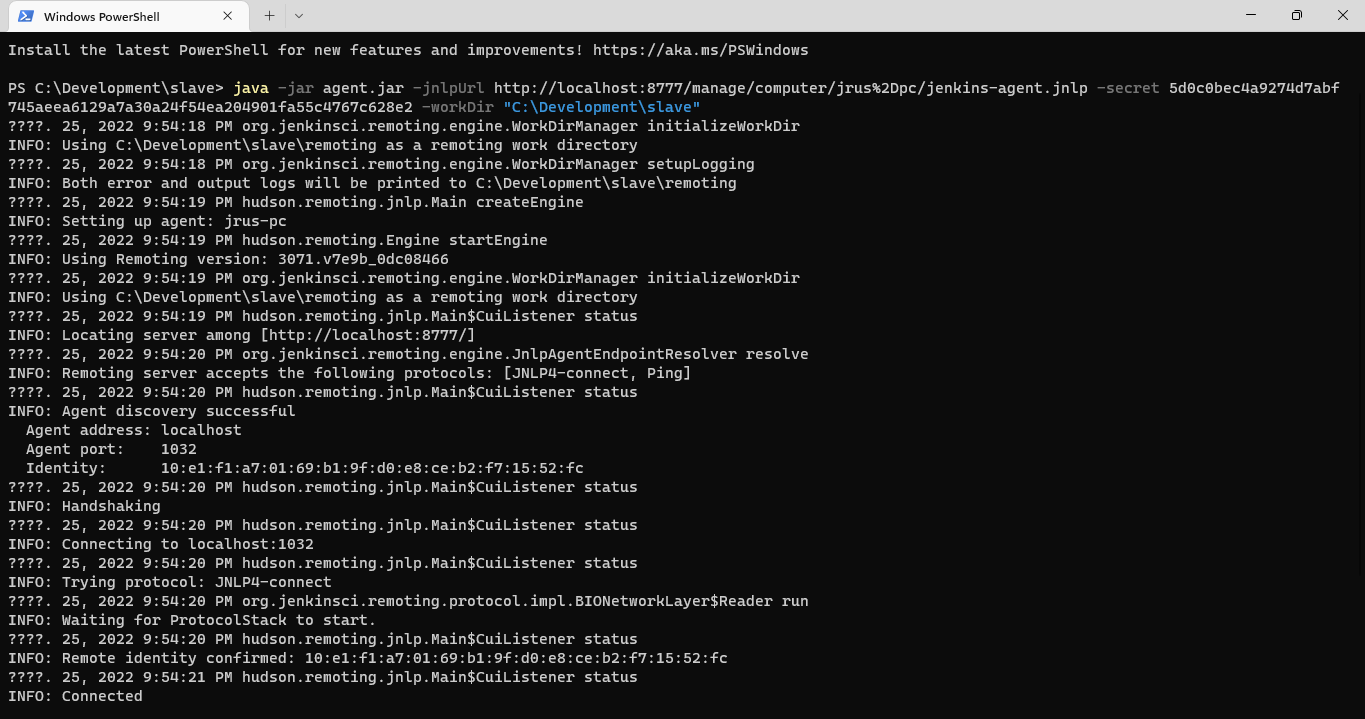 Windows PowerShell
Install the latest PowerShell for new features and improvements! https://aka.ms/PSWindows
PS C:\Development\slave> java -jar agent.jar -jnlpUrl http://localhost:8777/manage/computer/jrus%2Dpc/jenkins-agent.jnlp -secret 5d0c0bec4a9274d7abf
745aeea6129a7a30a24f54ea204901fa55c4767c628e2 -workDir "C:\Development\slave"
????. 25, 2022 9:54:18 PM org.jenkinsci.remoting.engine.WorkDirManager initializeWorkDir
INFO: Using C:\Development\slave\remoting as a remoting work directory
????. 25, 2022 9:54:18 PM org.jenkinsci.remoting.engine.WorkDirManager setupLogging
INFO: Both error and output logs will be printed to C:\Development\slave\remoting
????. 25, 2022 9:54:19 PM hudson.remoting.jnlp.Main createEngine
INFO: Setting up agent: jrus-pc
????. 25, 2022 9:54:19 PM hudson.remoting.Engine startEngine
INFO: Using Remoting version: 3071.v7e9b_0dc08466
????. 25, 2022 9:54:19 PM org.jenkinsci.remoting.engine.WorkDirManager initializeWorkDir
INFO: Using C:\Development\slave\remoting as a remoting work directory
????. 25, 2022 9:54:19 PM hudson.remoting.jnlp.Main$CuiListener status
INFO: Locating server among [http://localhost:8777/]
????. 25, 2022 9:54:20 PM org.jenkinsci.remoting.engine.JnlpAgentEndpointResolver resolve
INFO: Remoting server accepts the following protocols: [JNLP4-connect, Ping]
????. 25, 2022 9:54:20 PM hudson.remoting.jnlp.Main$CuiListener status
INFO: Agent discovery successful
  Agent address: localhost
  Agent port:    1032
  Identity:      10:e1:f1:a7:01:69:b1:9f:d0:e8:ce:b2:f7:15:52:fc
????. 25, 2022 9:54:20 PM hudson.remoting.jnlp.Main$CuiListener status
INFO: Handshaking
????. 25, 2022 9:54:20 PM hudson.remoting.jnlp.Main$CuiListener status
INFO: Connecting to localhost:1032
????. 25, 2022 9:54:20 PM hudson.remoting.jnlp.Main$CuiListener status
INFO: Trying protocol: JNLP4-connect
????. 25, 2022 9:54:20 PM org.jenkinsci.remoting.protocol.impl.BIONetworkLayer$Reader run
INFO: Waiting for ProtocolStack to start.
????. 25, 2022 9:54:20 PM hudson.remoting.jnlp.Main$CuiListener status
INFO: Remote identity confirmed: 10:e1:f1:a7:01:69:b1:9f:d0:e8:ce:b2:f7:15:52:fc
????. 25, 2022 9:54:21 PM hudson.remoting.jnlp.Main$CuiListener status
INFO: Connected